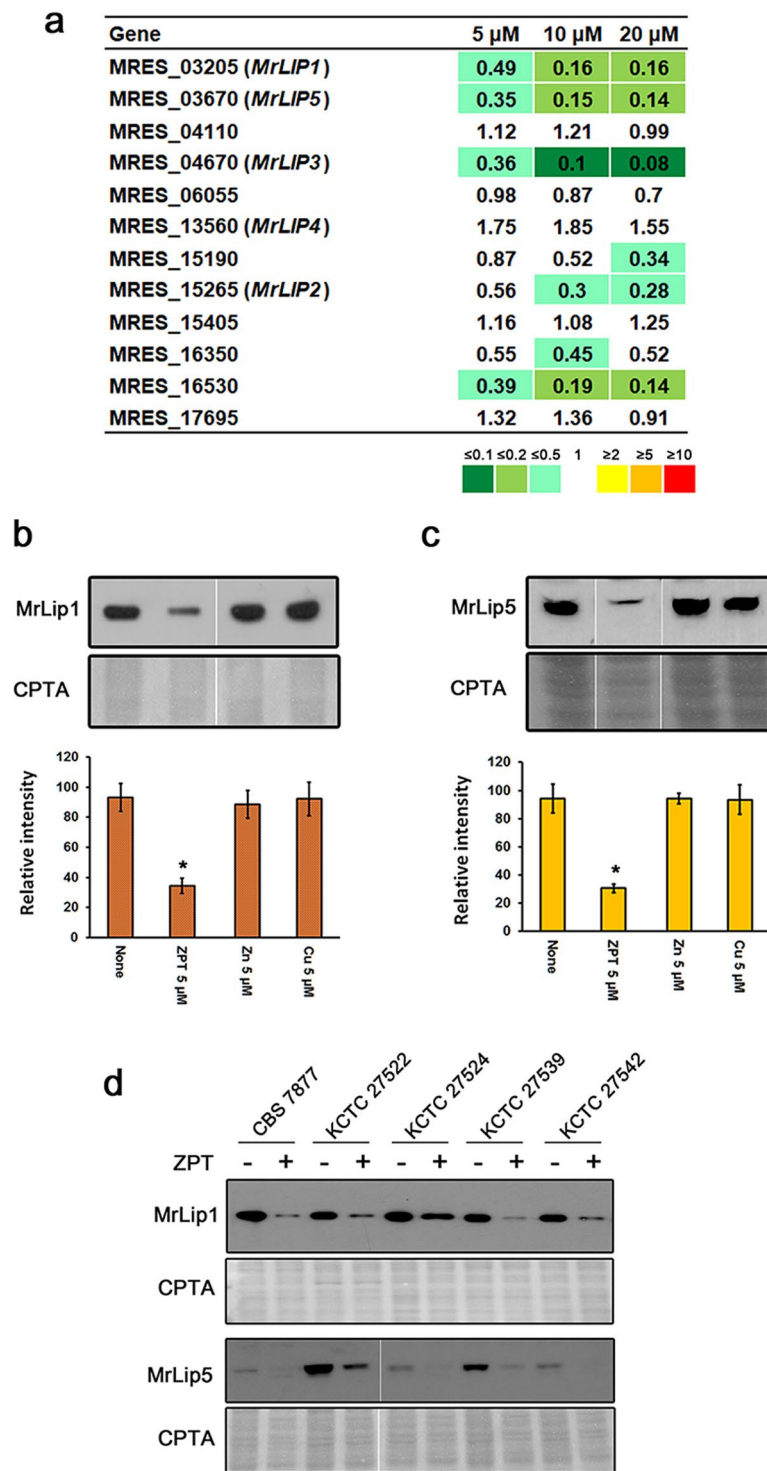 a
Gene 5 µM 10 µM 20 µM
MRES_03205 (MrLIP1) 0.49 0.16 0.16
MRES_03670 (MrLIP5) 0.35 0.15 0.14
MRES_04110 1.12 1.21 0.99
MRES_04670 (MrLIP3) 0.36 0.1 0.08
MRES_06055 0.98 0.87 0.7
MRES_13560 (MrLIP4) 1.75 1.85 1.55
MRES_15190 0.87 0.52 0.34
MRES_15265 (MrLIP2) 0.56 0.3 0.28
MRES_15405 1.16 1.08 1.25
MRES_16350 0.55 0.45 0.52
MRES_16530 0.39 0.19 0.14
MRES_17695 1.32 1.36 0.91
≤0.1 ≤0.2 ≤0.5 1 ≥2 ≥5 ≥10
b
MrLip1
CPTA
Relative intensity
120
100
80
60
40
20
0
*
None
ZPT 5 µM
Zn 5 µM
Cu 5 µM
c
MrLip5
CPTA
Relative intensity
120
100
80
60
40
20
0
*
None
ZPT 5 µM
Zn 5 µM
Cu 5 µM
d
CBS 7877
KCTC 27522
KCTC 27524
KCTC 27539
KCTC 27542
ZPT - + - + - + - + - +
MrLip1
CPTA
MrLip5
CPTA